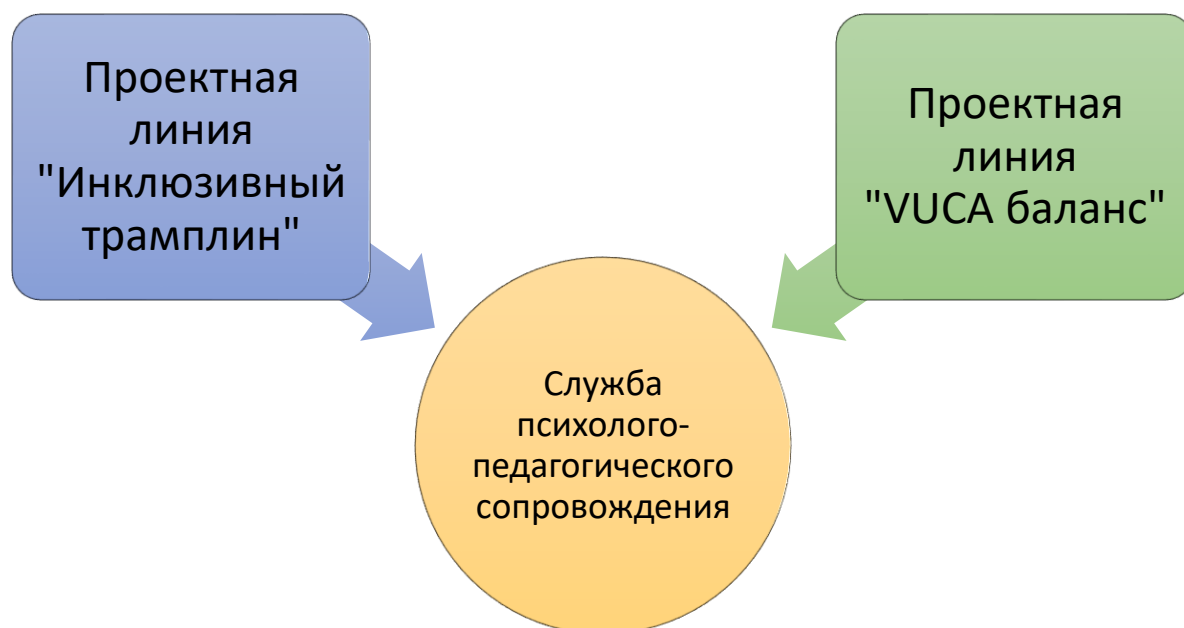 Проектная
линия
"Инклюзивный
трамплин"
Проектная
линия
"VUCA баланс"
Служба
психолого-
педагогического
сопровождения